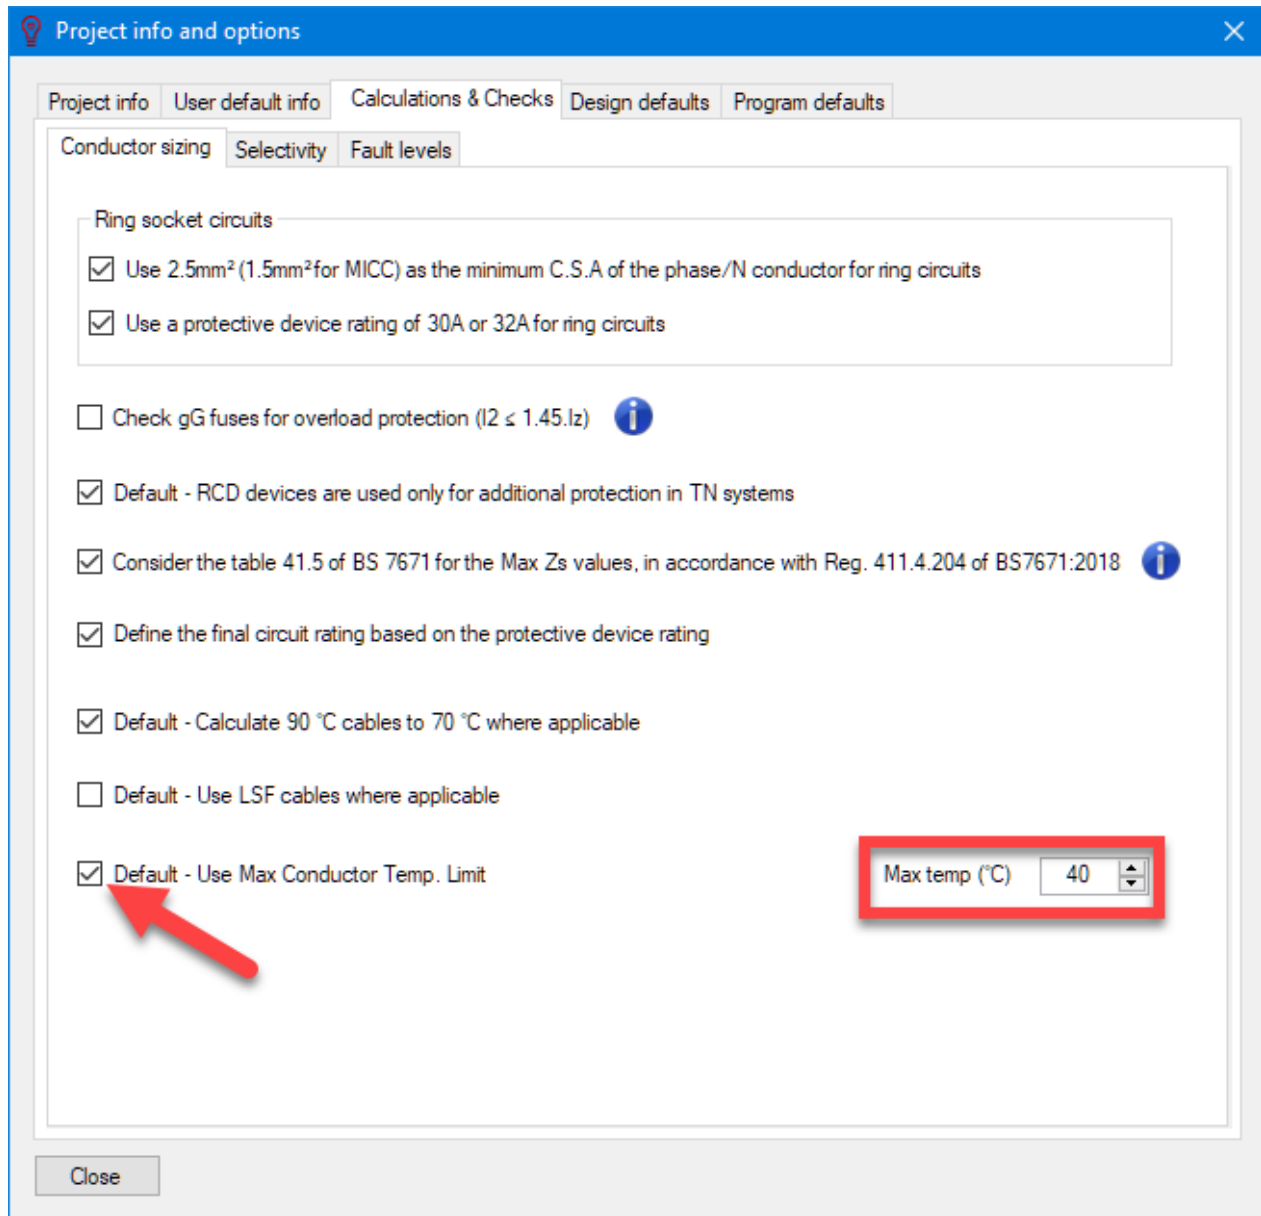 Project info and options
Project info User default info Calculations & Checks Design defaults Program defaults
Conductor sizing Selectivity Fault levels
Ring socket circuits
Use 2.5mm² (1.5mm² for MICC) as the minimum C.S.A of the phase/N conductor for ring circuits
Use a protective device rating of 30A or 32A for ring circuits
Check gG fuses for overload protection (I2 ≤ 1.45.Iz)
Default - RCD devices are used only for additional protection in TN systems
Consider the table 41.5 of BS 7671 for the Max Zs values, in accordance with Reg. 411.4.204 of BS7671:2018
Define the final circuit rating based on the protective device rating
Default - Calculate 90 °C cables to 70 °C where applicable
Default - Use LSF cables where applicable
Default - Use Max Conductor Temp. Limit Max temp (°C) 40
Close